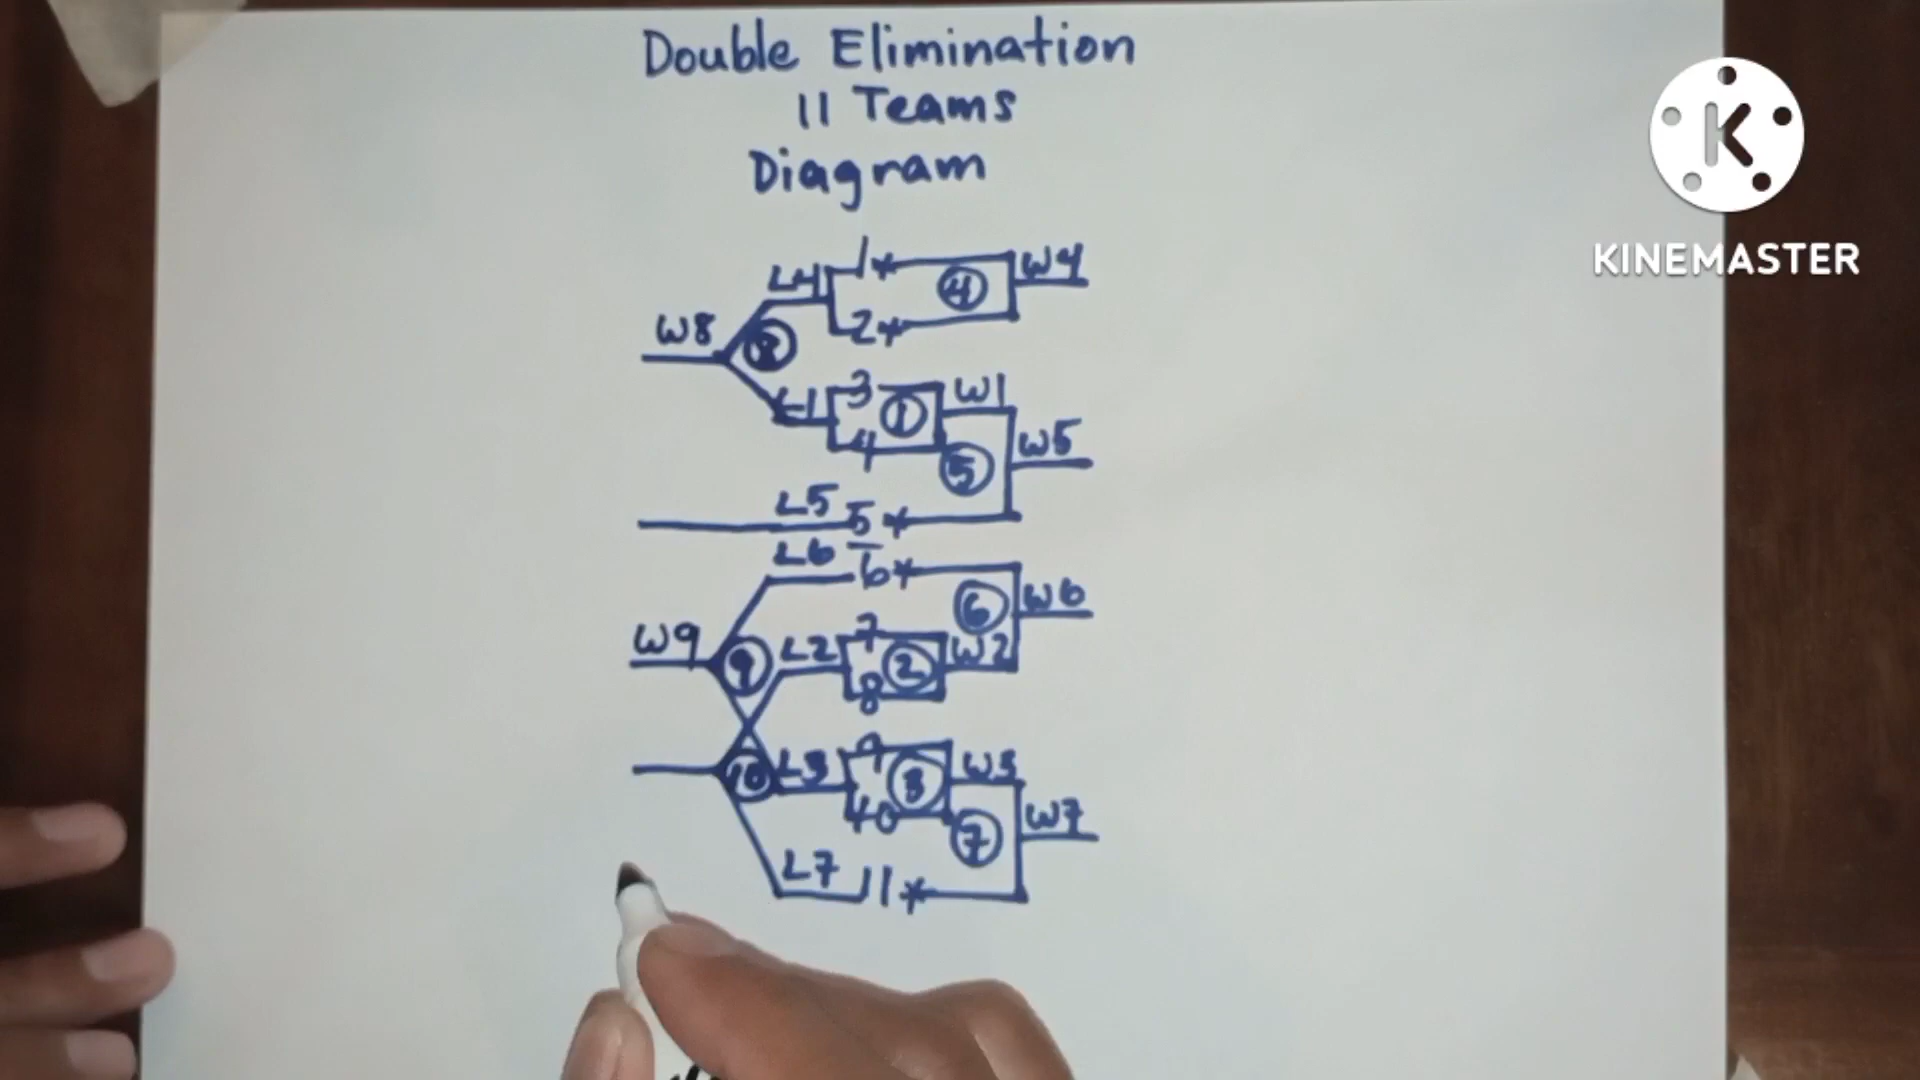 Double Elimination
11 Teams
Diagram
K
KINEMASTER
L4 1* W4
4
W8 8 2*
L1 3 1 W1
4 5 W5
L5 5*
L6 6* 6 W6
W9 9 L2 7 2 W2
8
10 L3 9 3 W3
10 7 W7
L7 11*